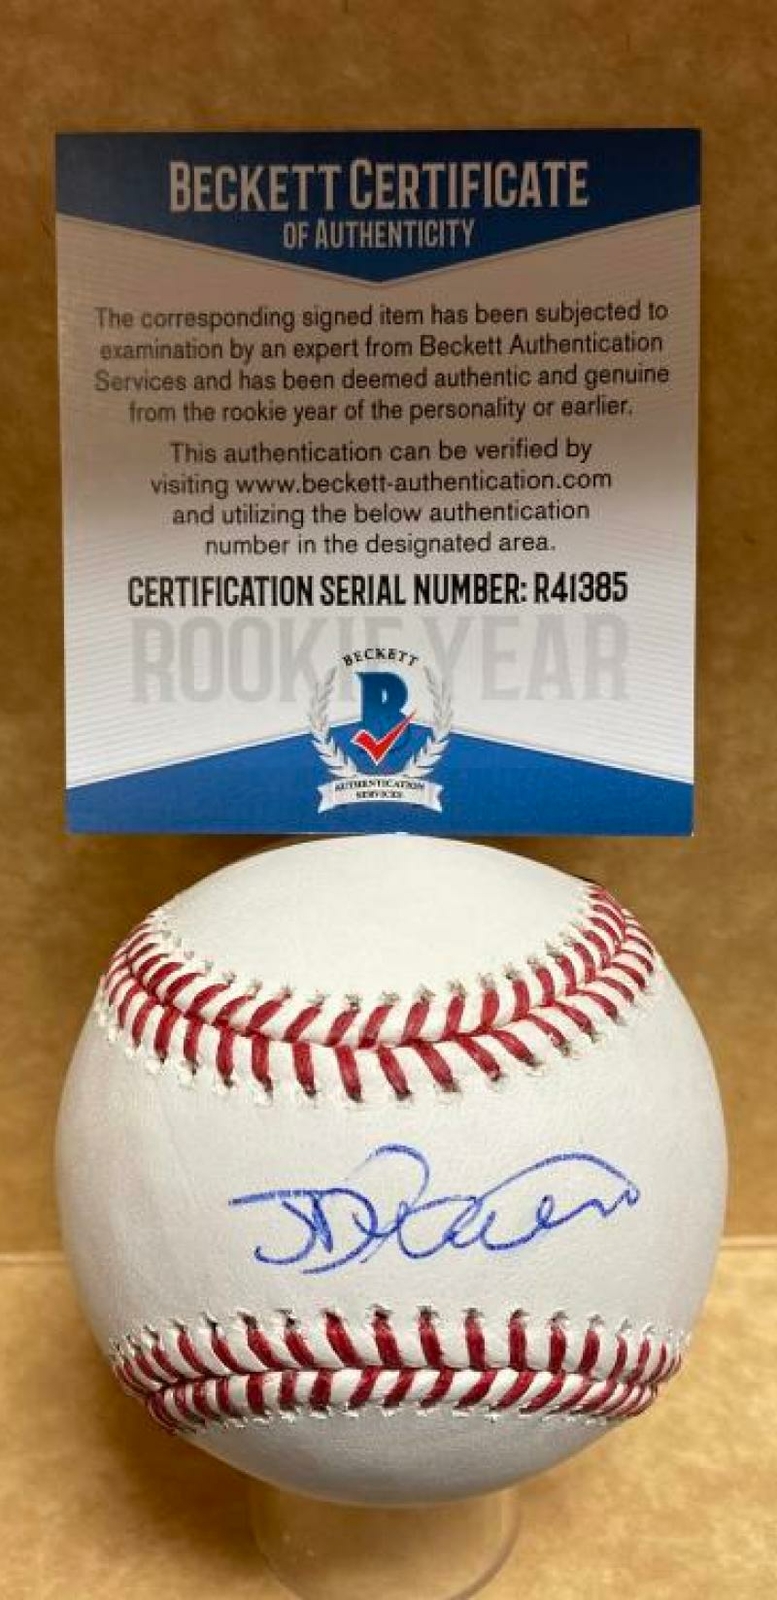 BECKETT CERTIFICATE
OF AUTHENTICITY
The corresponding signed item has been subjected to
examination by an expert from Beckett Authentication
Services and has been deemed authentic and genuine
from the rookie year of the personality or earlier.
This authentication can be verified by
visiting www.beckett-authentication.com
and utilizing the below authentication
number in the designated area.
CERTIFICATION SERIAL NUMBER: R41385
ROOKIE YEAR
BECKETT
B
AUTHENTICATION
SERVICES